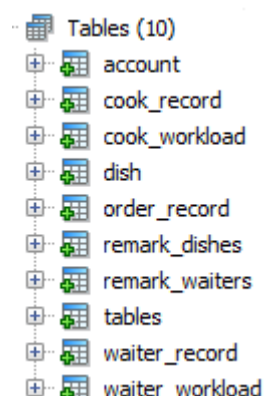 Tables (10)
account
cook_record
cook_workload
dish
order_record
remark_dishes
remark_waiters
tables
waiter_record
waiter_workload